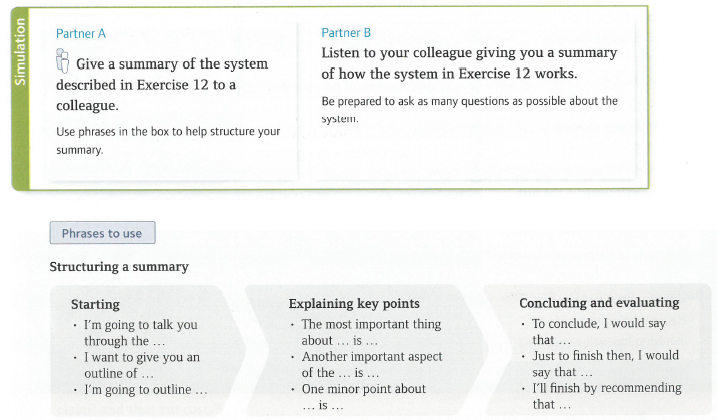 Simulation
Partner A
Give a summary of the system
described in Exercise 12 to a
colleague.
Use phrases in the box to help structure your
summary.
Partner B
Listen to your colleague giving you a summary
of how the system in Exercise 12 works.
Be prepared to ask as many questions as possible about the
system.
Phrases to use
Structuring a summary
Starting
· I'm going to talk you
through the ...
· I want to give you an
outline of ...
· I'm going to outline ...
Explaining key points
· The most important thing
about ... is ...
· Another important aspect
of the ... is ...
· One minor point about
... is ...
Concluding and evaluating
· To conclude, I would say
that ...
· Just to finish then, I would
say that ...
· I'll finish by recommending
that ...